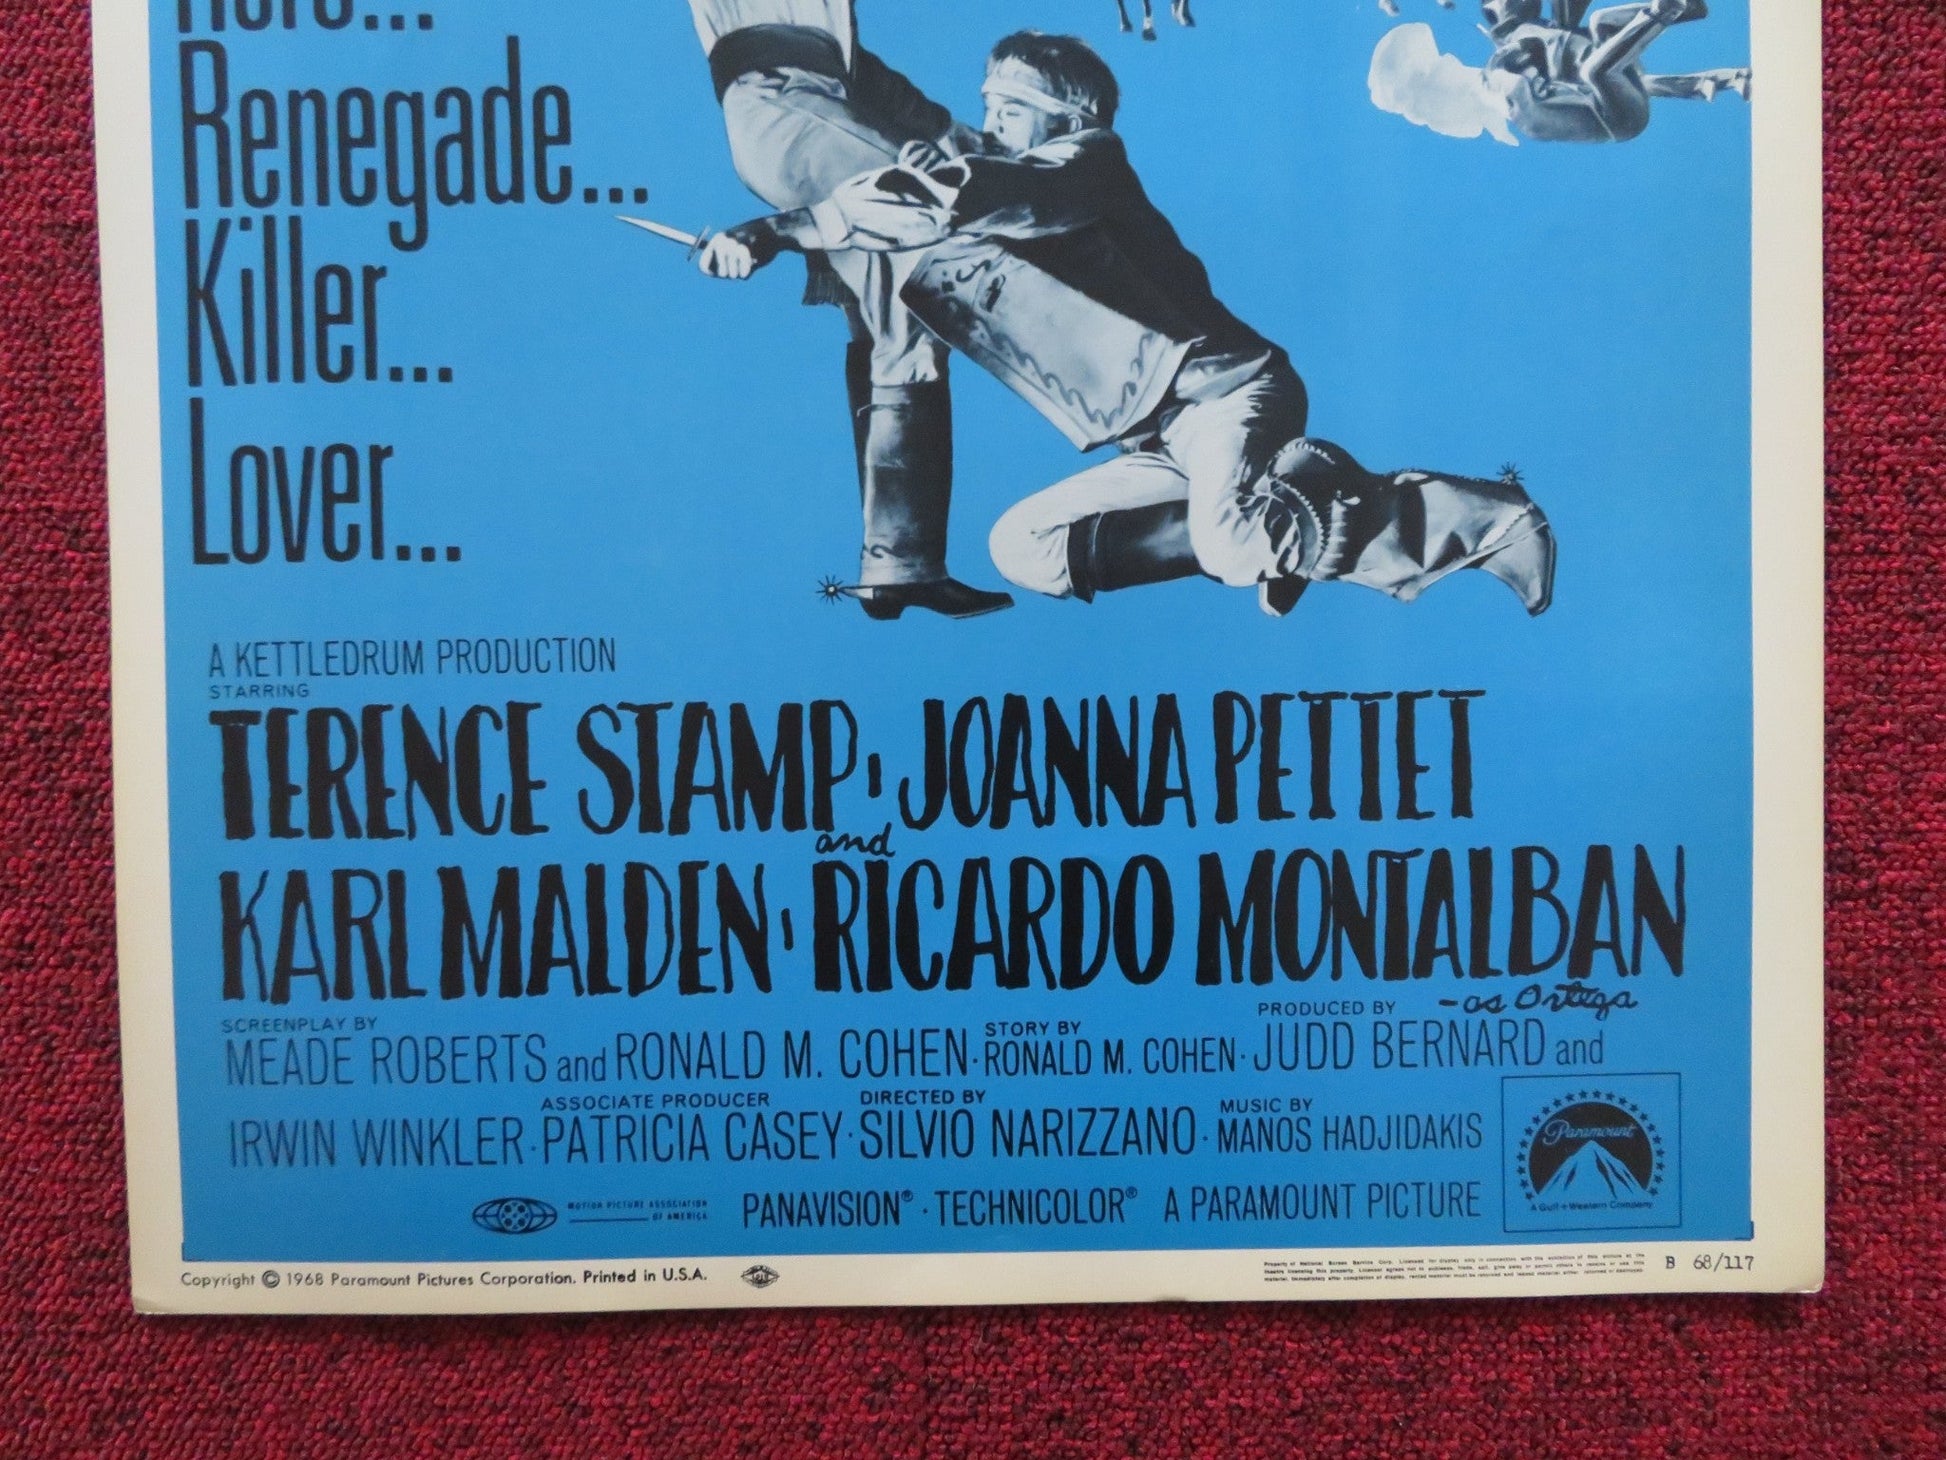 Hero...
Renegade...
Killer...
Lover...
A KETTLEDRUM PRODUCTION
STARRING
TERENCE STAMP · JOANNA PETTET
KARL MALDEN · and RICARDO MONTALBAN
-as Ortega
SCREENPLAY BY
MEADE ROBERTS and RONALD M. COHEN · STORY BY RONALD M. COHEN · PRODUCED BY JUDD BERNARD and
IRWIN WINKLER · ASSOCIATE PRODUCER PATRICIA CASEY · DIRECTED BY SILVIO NARIZZANO · MUSIC BY MANOS HADJIDAKIS
MOTION PICTURE ASSOCIATION
OF AMERICA
PANAVISION® · TECHNICOLOR® A PARAMOUNT PICTURE
Paramount
A Gulf + Western Company
Copyright © 1968 Paramount Pictures Corporation. Printed in U.S.A.
B 68/117